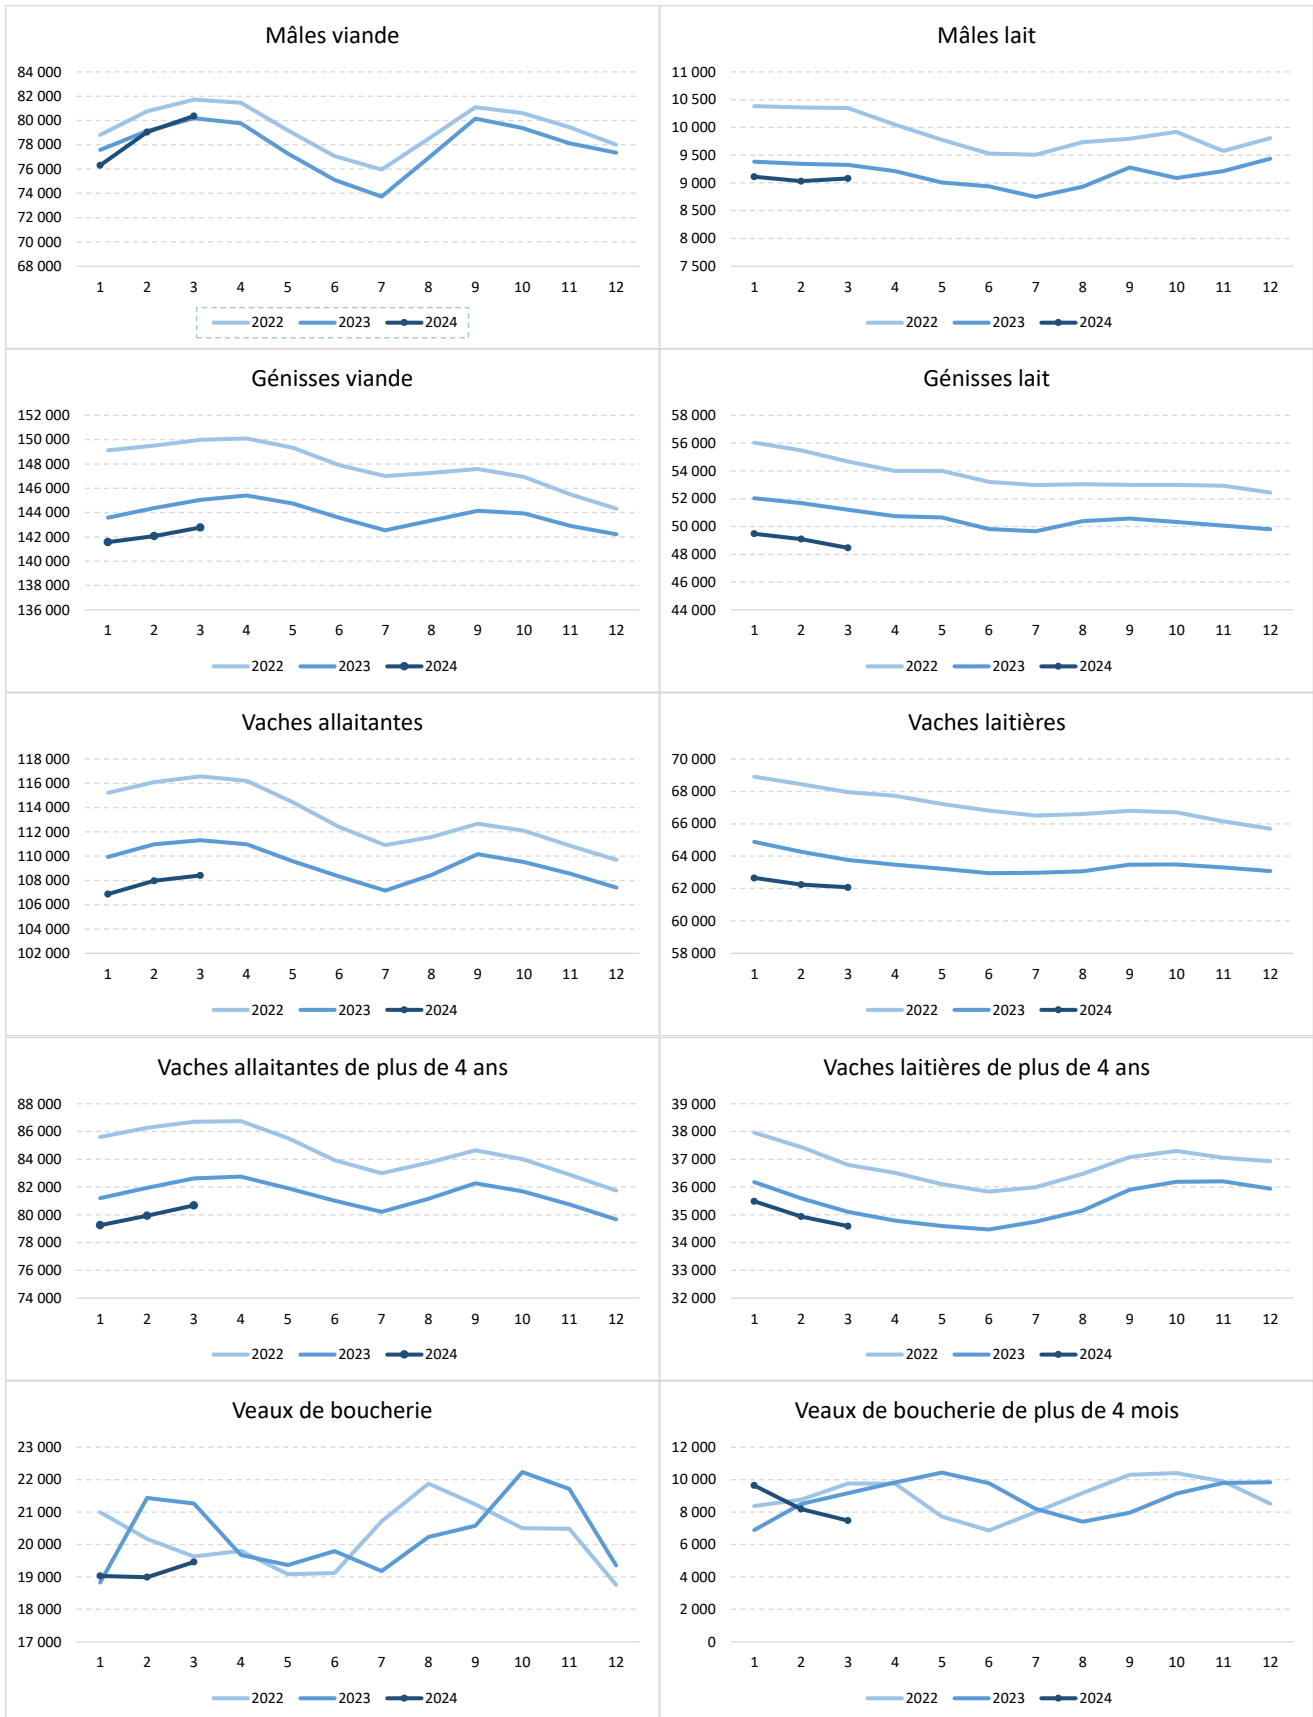 Mâles viande
84 000
82 000
80 000
78 000
76 000
74 000
72 000
70 000
68 000
1 2 3 4 5 6 7 8 9 10 11 12
2022 2023 2024
Mâles lait
11 000
10 500
10 000
9 500
9 000
8 500
8 000
7 500
1 2 3 4 5 6 7 8 9 10 11 12
2022 2023 2024
Génisses viande
152 000
150 000
148 000
146 000
144 000
142 000
140 000
138 000
136 000
1 2 3 4 5 6 7 8 9 10 11 12
2022 2023 2024
Génisses lait
58 000
56 000
54 000
52 000
50 000
48 000
46 000
44 000
1 2 3 4 5 6 7 8 9 10 11 12
2022 2023 2024
Vaches allaitantes
118 000
116 000
114 000
112 000
110 000
108 000
106 000
104 000
102 000
1 2 3 4 5 6 7 8 9 10 11 12
2022 2023 2024
Vaches laitières
70 000
68 000
66 000
64 000
62 000
60 000
58 000
1 2 3 4 5 6 7 8 9 10 11 12
2022 2023 2024
Vaches allaitantes de plus de 4 ans
88 000
86 000
84 000
82 000
80 000
78 000
76 000
74 000
1 2 3 4 5 6 7 8 9 10 11 12
2022 2023 2024
Vaches laitières de plus de 4 ans
39 000
38 000
37 000
36 000
35 000
34 000
33 000
32 000
1 2 3 4 5 6 7 8 9 10 11 12
2022 2023 2024
Veaux de boucherie
23 000
22 000
21 000
20 000
19 000
18 000
17 000
1 2 3 4 5 6 7 8 9 10 11 12
2022 2023 2024
Veaux de boucherie de plus de 4 mois
12 000
10 000
8 000
6 000
4 000
2 000
0
1 2 3 4 5 6 7 8 9 10 11 12
2022 2023 2024